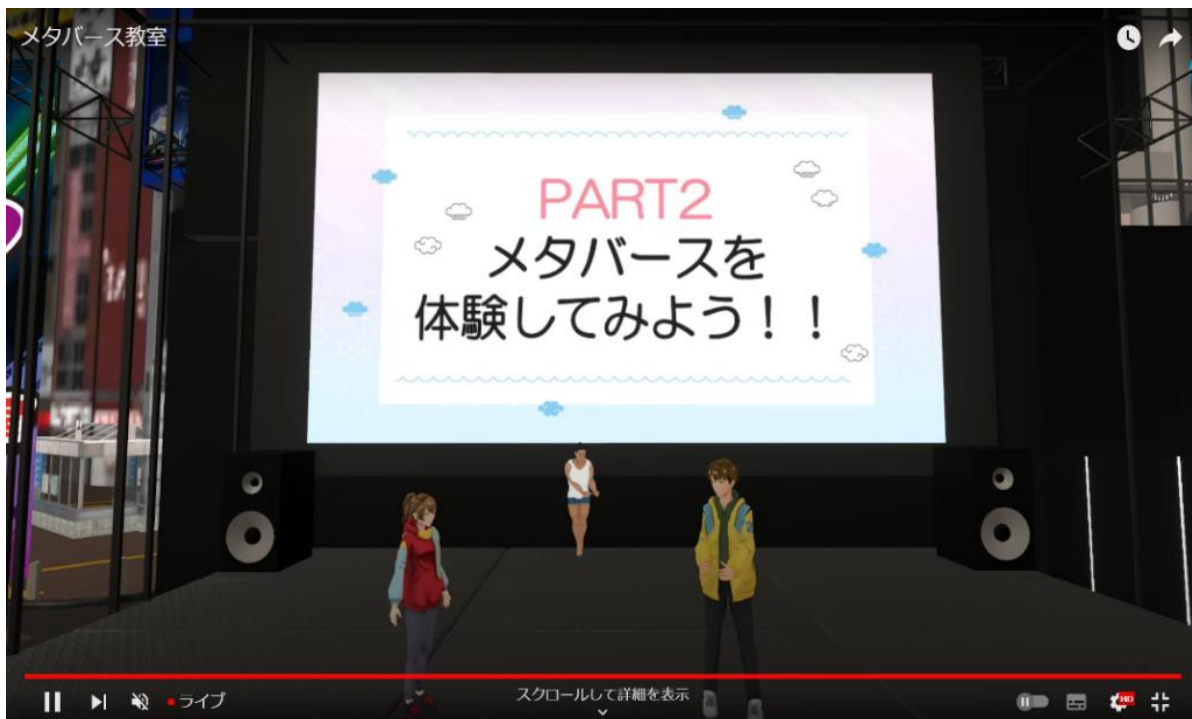 メタバース教室
PART2
メタバースを
体験してみよう！！
ライブ
スクロールして詳細を表示
HD